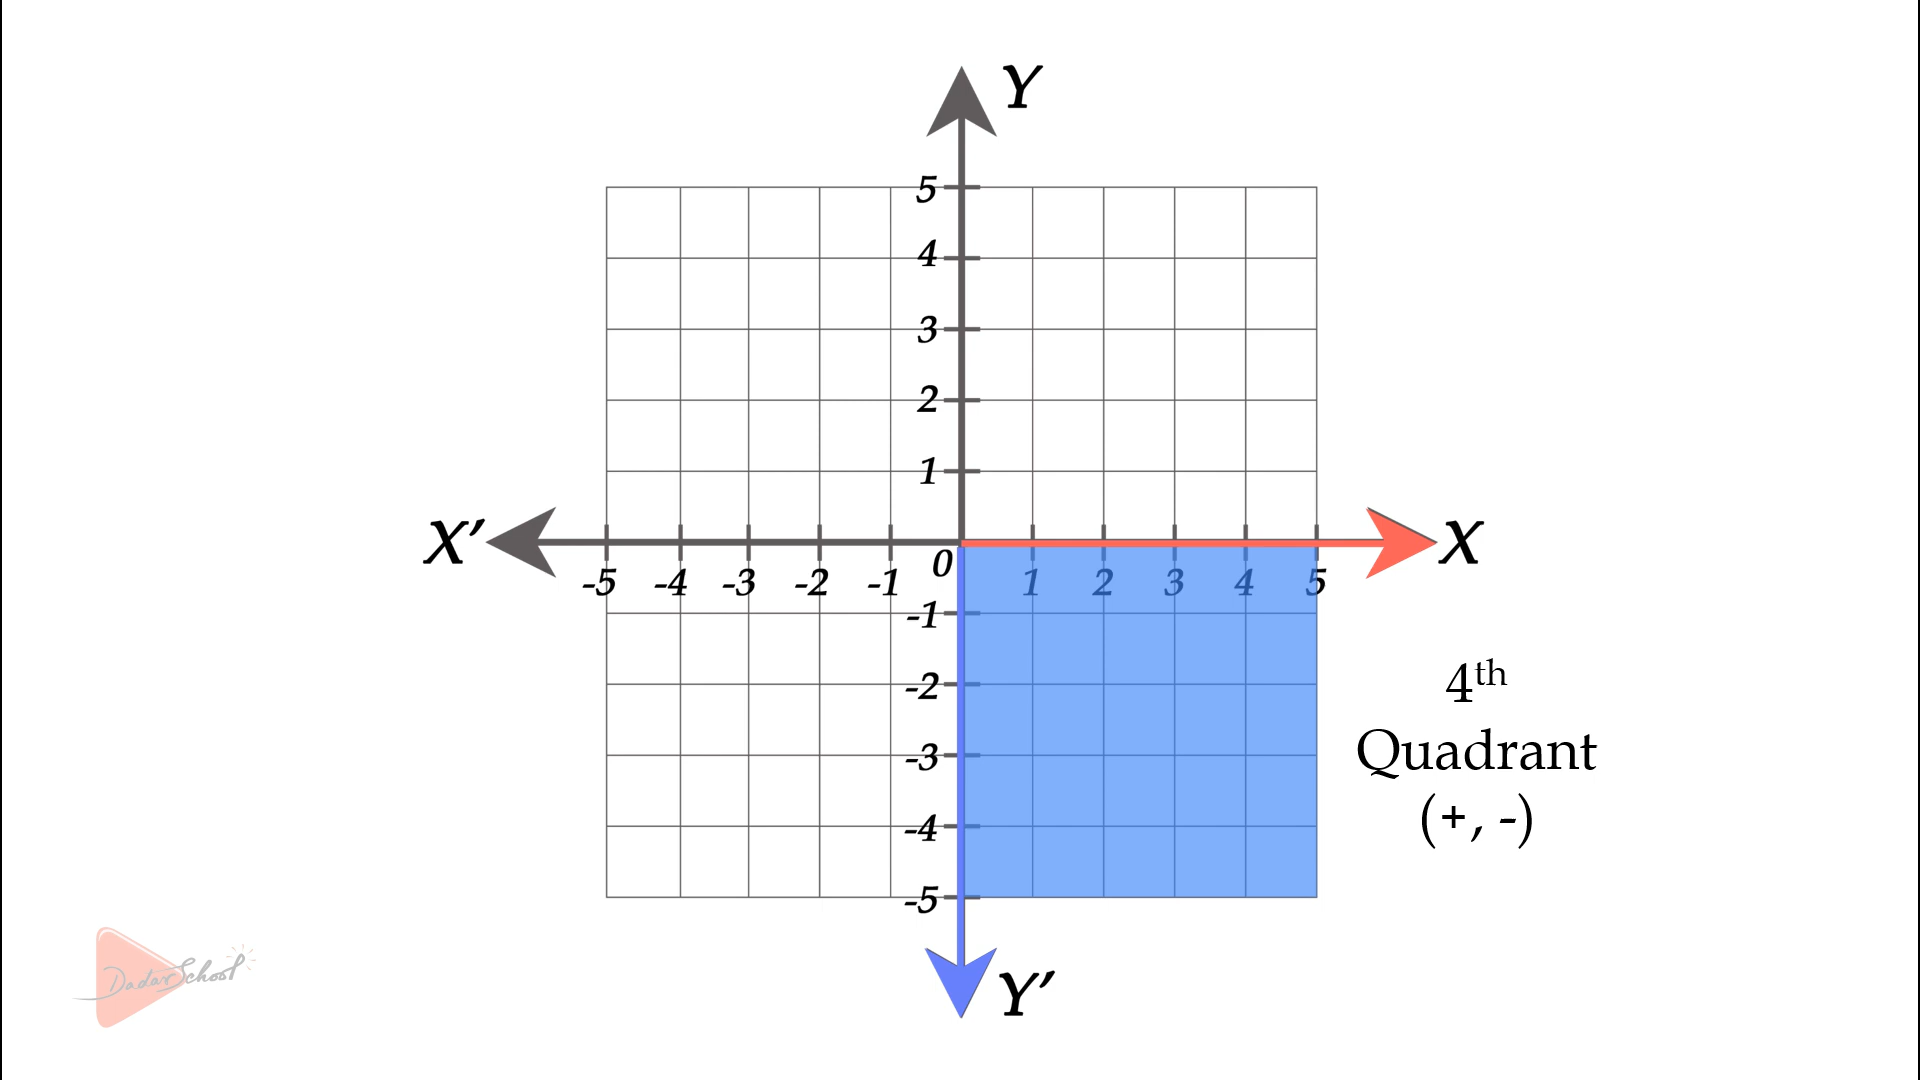 Y
5
4
3
2
1
X′ X
0
-5 -4 -3 -2 -1 1 2 3 4 5
-1
-2
-3
-4
-5
4th
Quadrant
(+, -)
Y′
DadarSchool